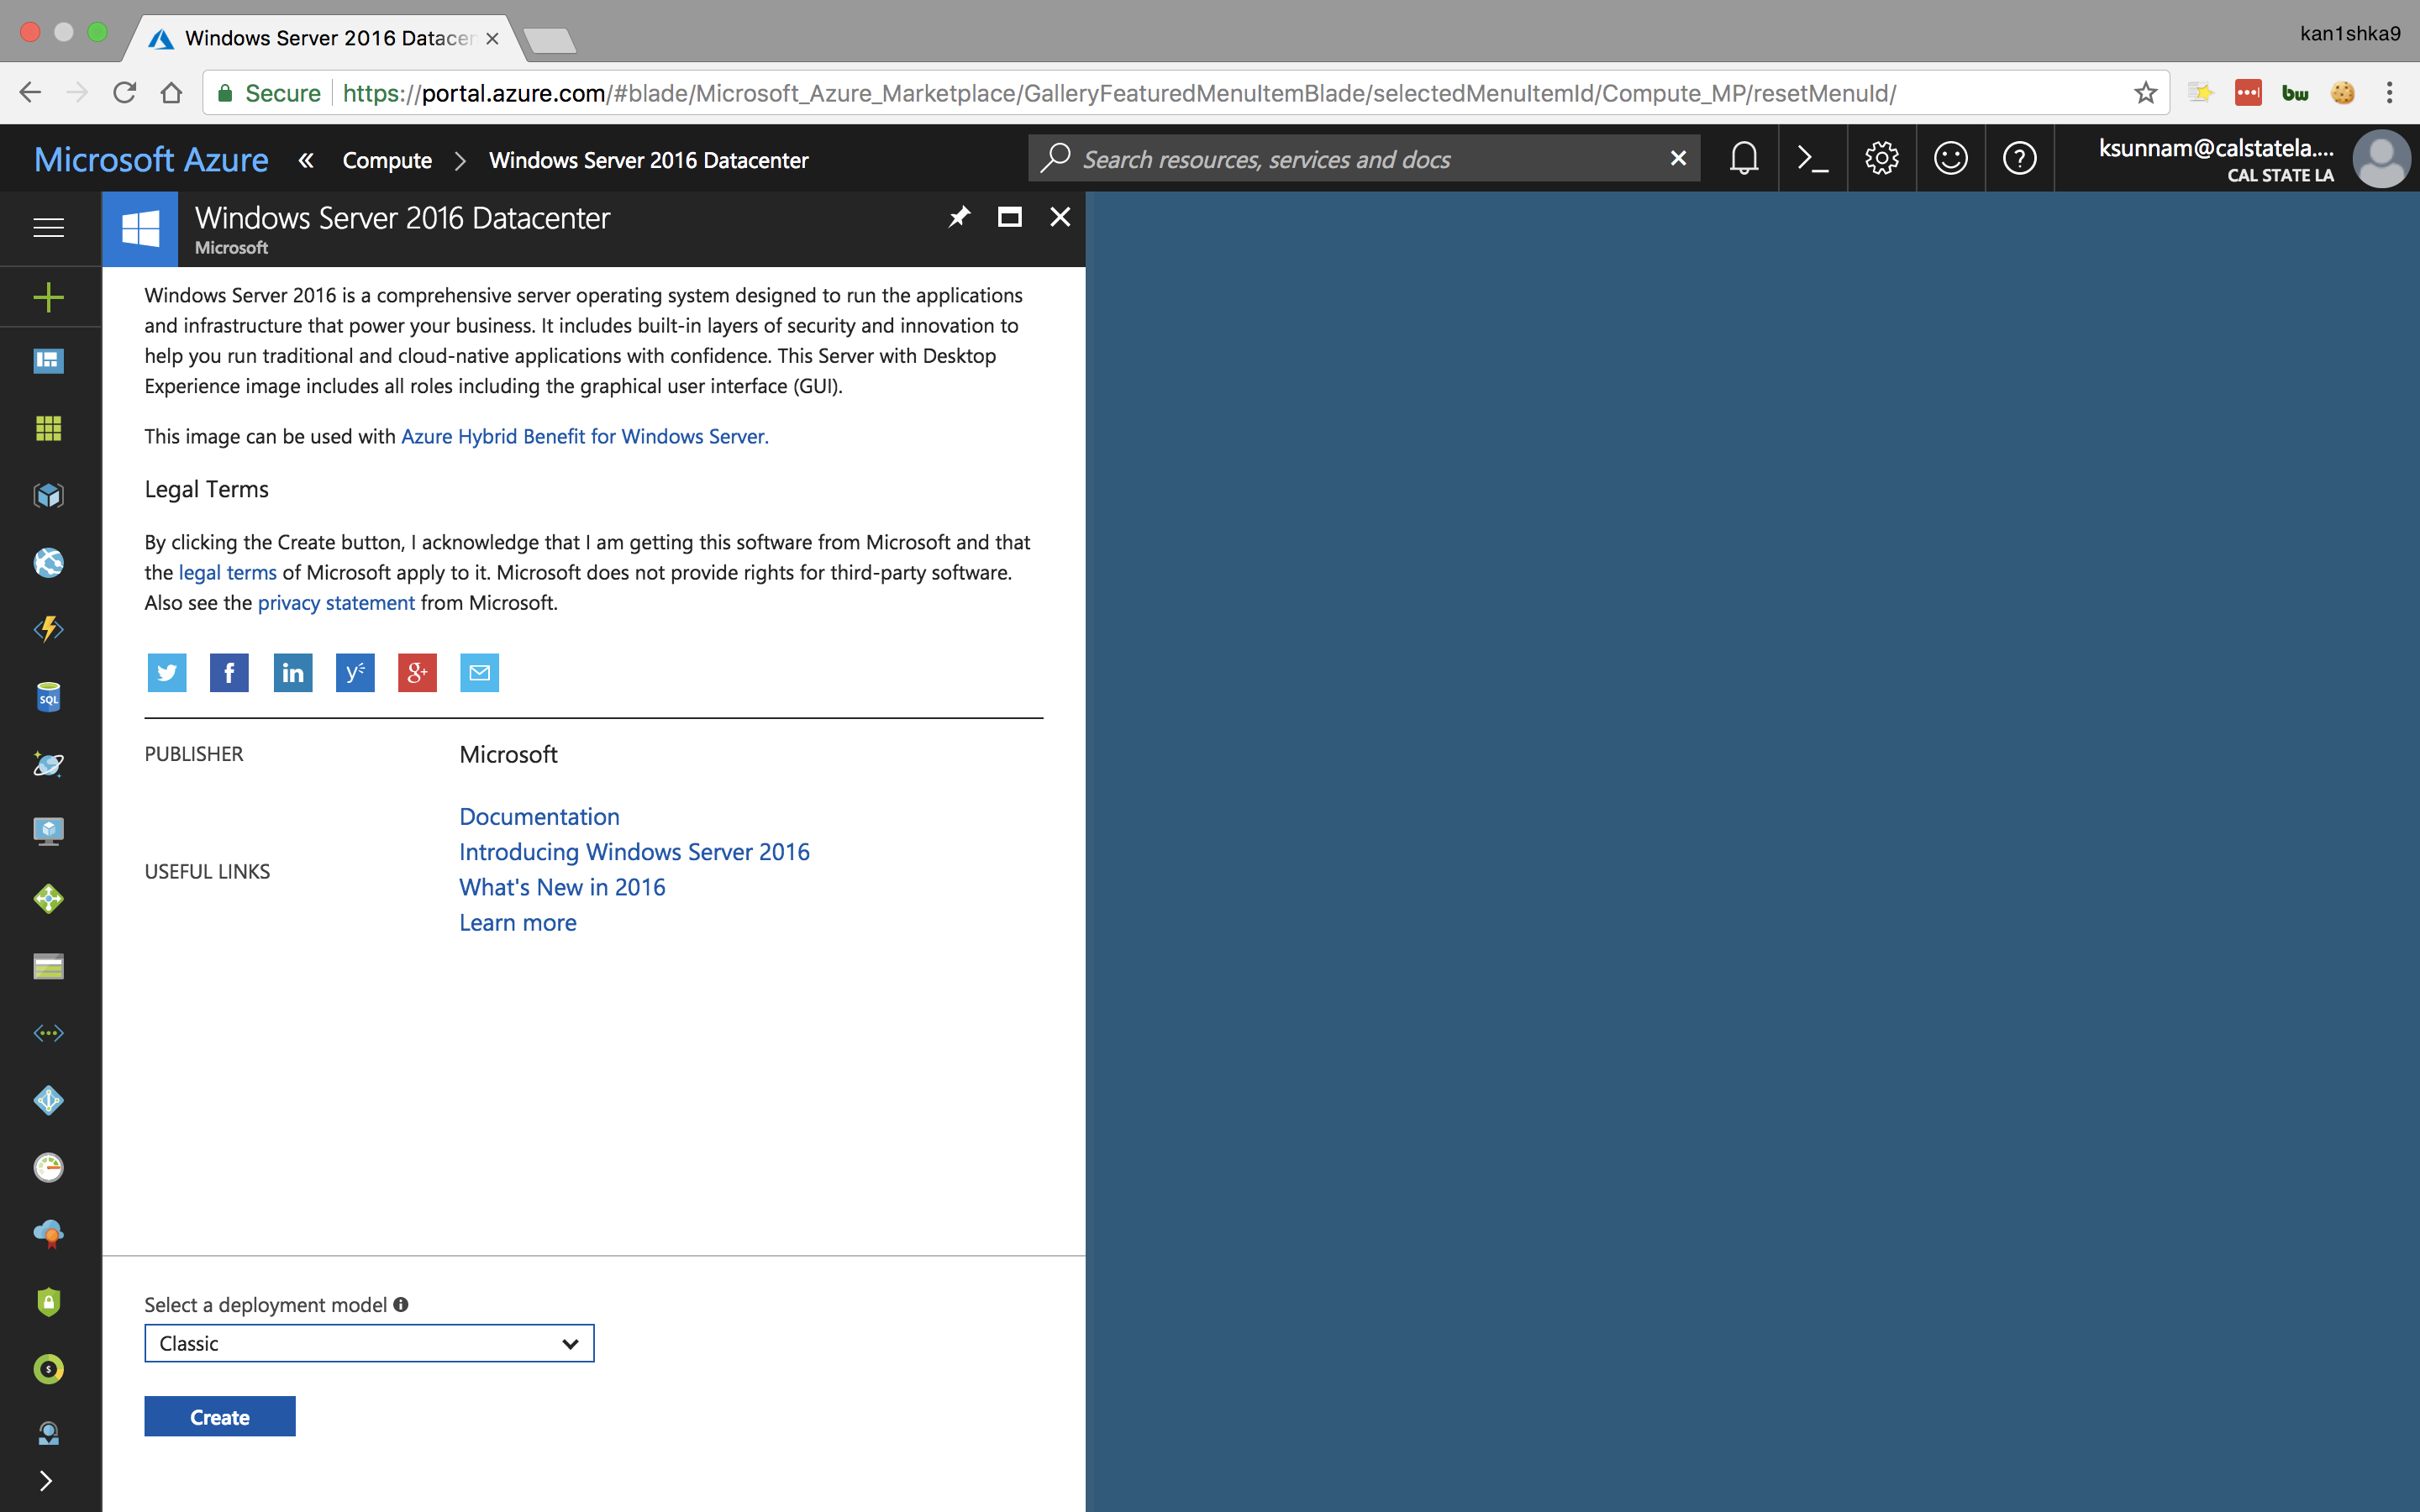 Windows Server 2016 Datacen
kan1shka9
Secure
https://portal.azure.com/#blade/Microsoft_Azure_Marketplace/GalleryFeaturedMenuItemBlade/selectedMenuItemId/Compute_MP/resetMenuId/
bw
Microsoft Azure « Compute > Windows Server 2016 Datacenter
Search resources, services and docs
ksunnam@calstatela....
CAL STATE LA
Windows Server 2016 Datacenter
Microsoft
Windows Server 2016 is a comprehensive server operating system designed to run the applications
and infrastructure that power your business. It includes built-in layers of security and innovation to
help you run traditional and cloud-native applications with confidence. This Server with Desktop
Experience image includes all roles including the graphical user interface (GUI).
This image can be used with Azure Hybrid Benefit for Windows Server.
Legal Terms
By clicking the Create button, I acknowledge that I am getting this software from Microsoft and that
the legal terms of Microsoft apply to it. Microsoft does not provide rights for third-party software.
Also see the privacy statement from Microsoft.
f in y g+
SQL
PUBLISHER
Microsoft
USEFUL LINKS
Documentation
Introducing Windows Server 2016
What's New in 2016
Learn more
Select a deployment model
Classic
Create